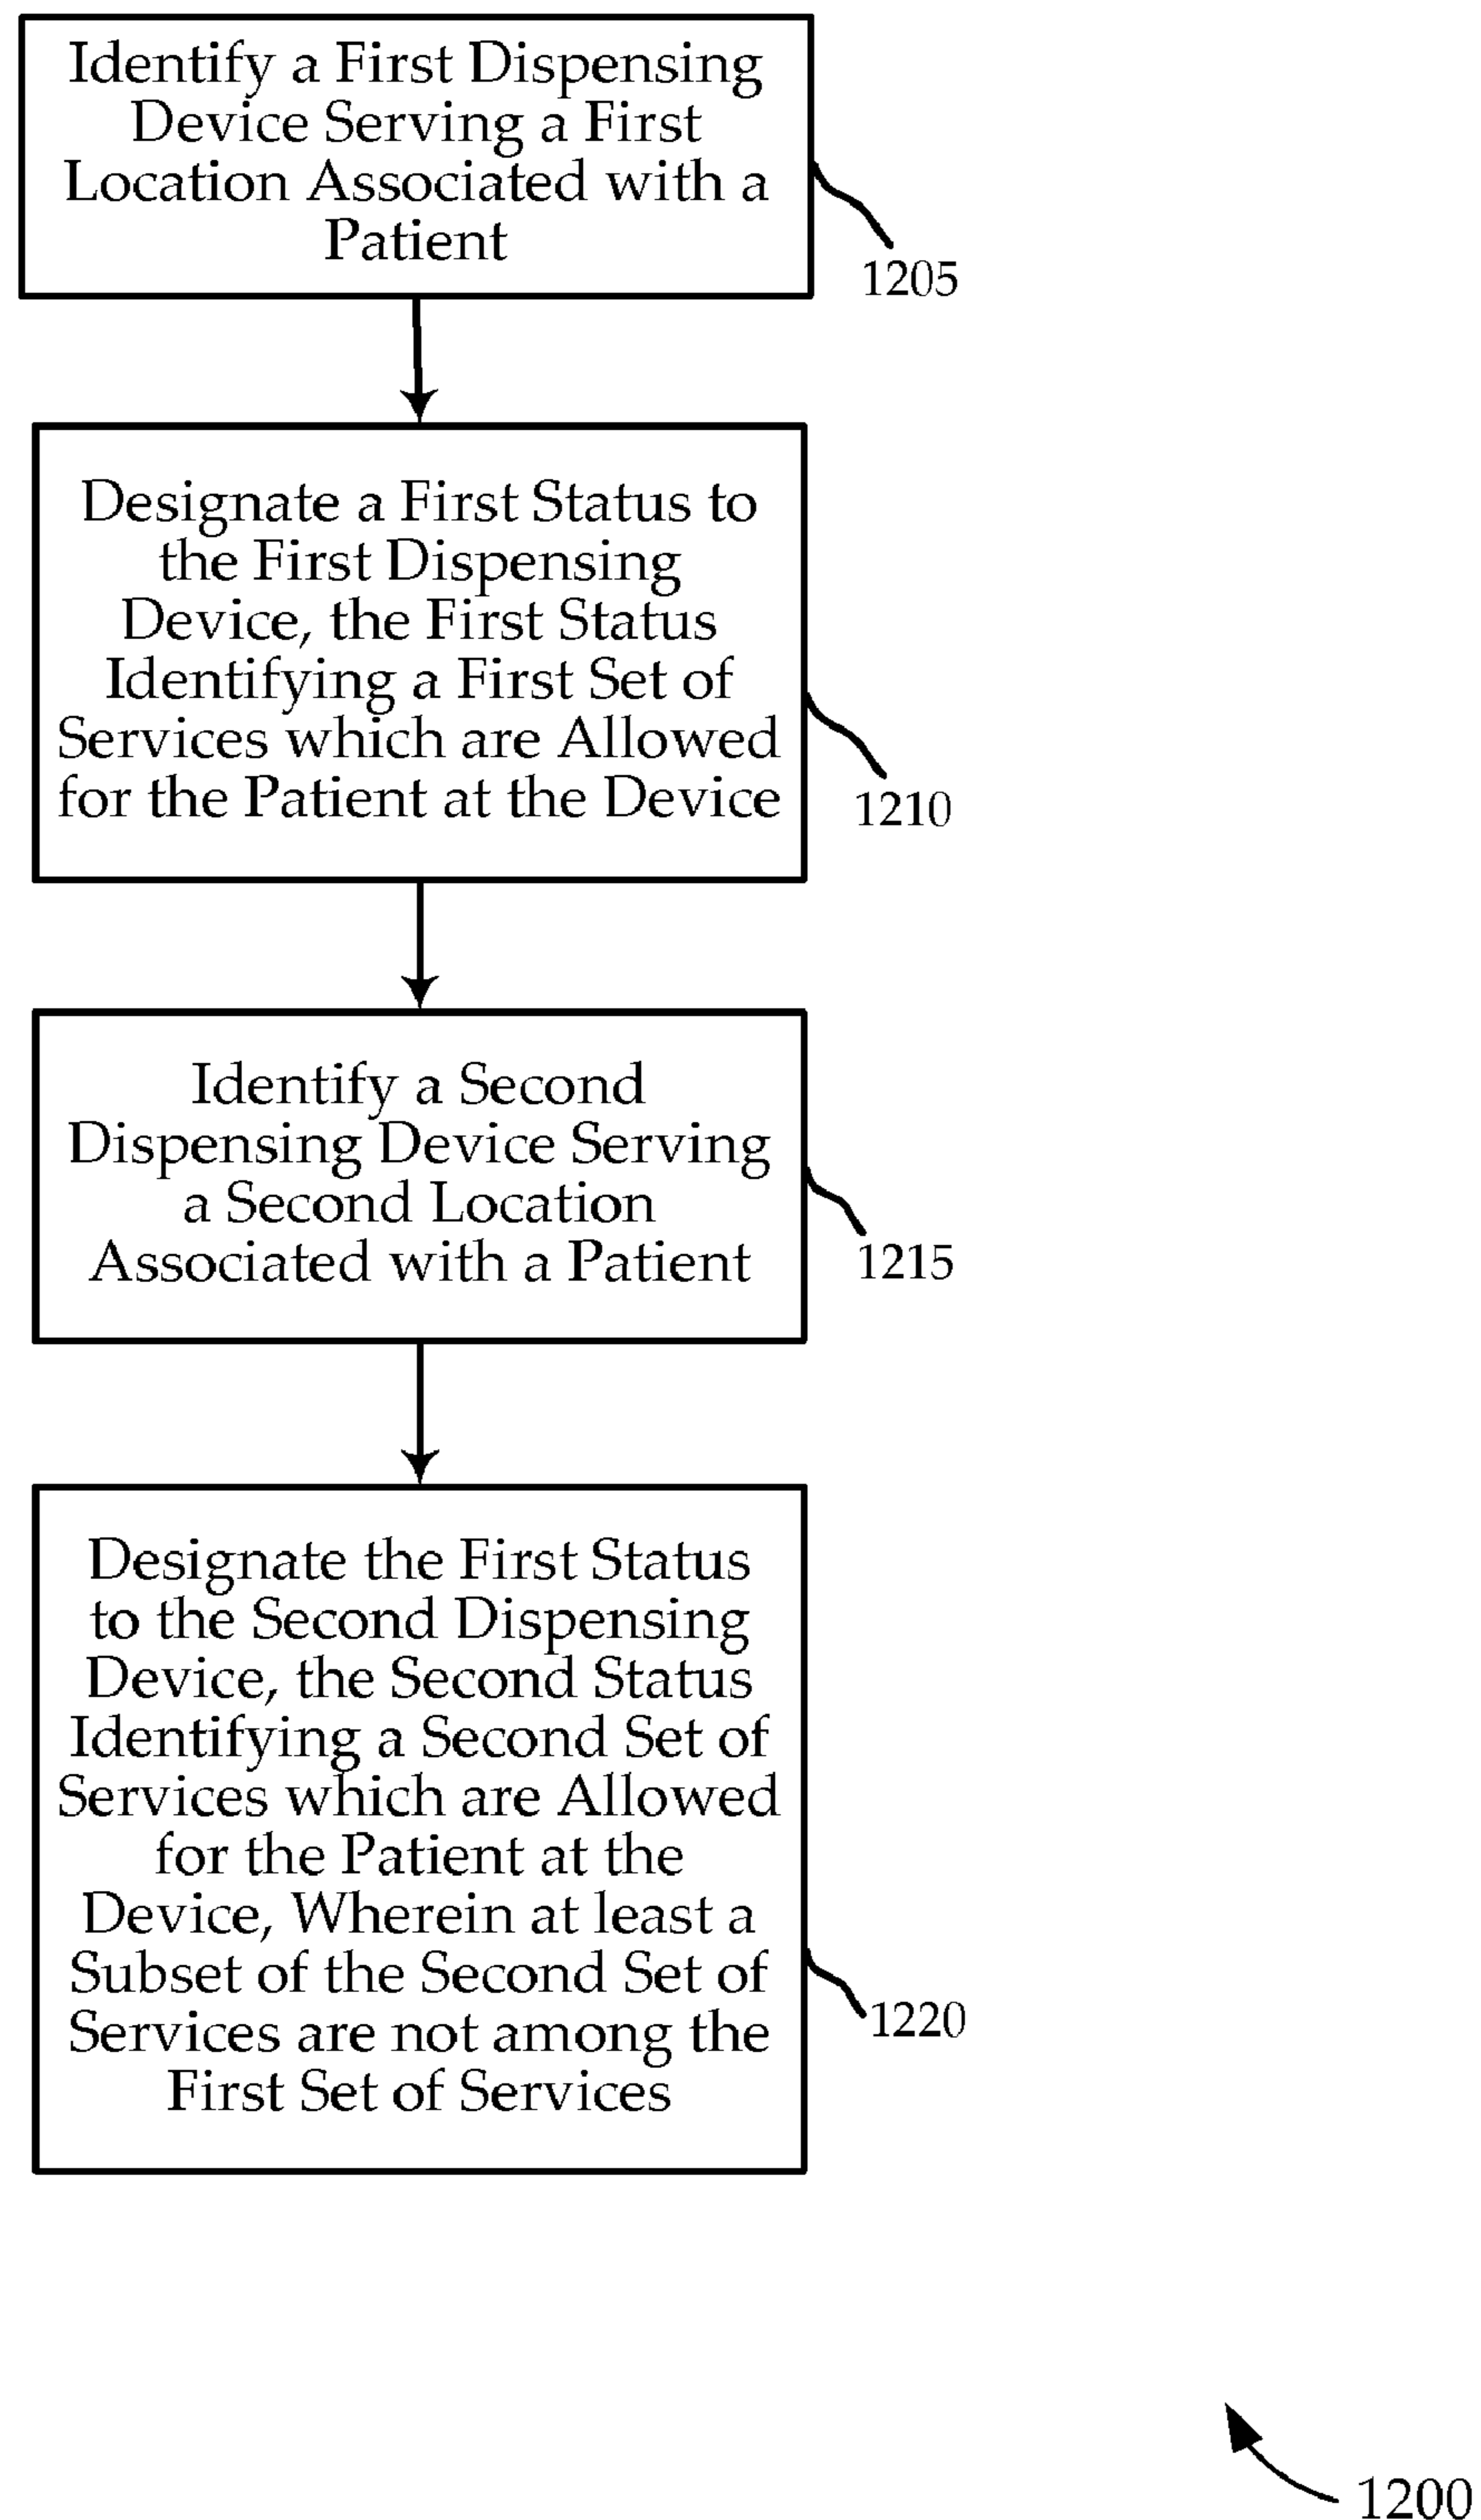 Identify a First Dispensing
Device Serving a First
Location Associated with a
Patient
1205
Designate a First Status to
the First Dispensing
Device, the First Status
Identifying a First Set of
Services which are Allowed
for the Patient at the Device
1210
Identify a Second
Dispensing Device Serving
a Second Location
Associated with a Patient
1215
Designate the First Status
to the Second Dispensing
Device, the Second Status
Identifying a Second Set of
Services which are Allowed
for the Patient at the
Device, Wherein at least a
Subset of the Second Set of
Services are not among the
First Set of Services
1220
1200